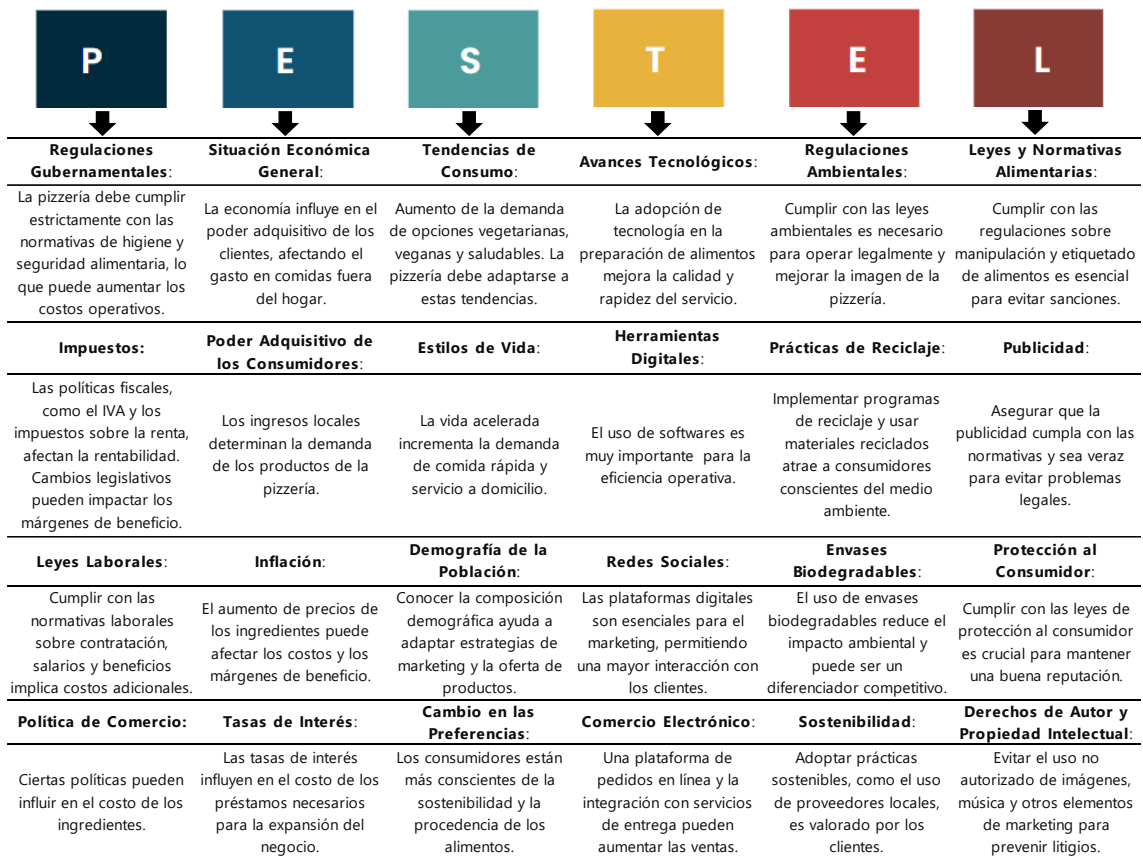 P
E
S
T
E
L
Regulaciones
Gubernamentales:
Situación Económica
General:
Tendencias de
Consumo:
Avances Tecnológicos:
Regulaciones
Ambientales:
Leyes y Normativas
Alimentarias:
La pizzería debe cumplir
estrictamente con las
normativas de higiene y
seguridad alimentaria, lo
que puede aumentar los
costos operativos.
La economía influye en el
poder adquisitivo de los
clientes, afectando el
gasto en comidas fuera
del hogar.
Aumento de la demanda
de opciones vegetarianas,
veganas y saludables. La
pizzería debe adaptarse a
estas tendencias.
La adopción de
tecnología en la
preparación de alimentos
mejora la calidad y
rapidez del servicio.
Cumplir con las leyes
ambientales es necesario
para operar legalmente y
mejorar la imagen de la
pizzería.
Cumplir con las
regulaciones sobre
manipulación y etiquetado
de alimentos es esencial
para evitar sanciones.
Impuestos:
Poder Adquisitivo de
los Consumidores:
Estilos de Vida:
Herramientas
Digitales:
Prácticas de Reciclaje:
Publicidad:
Las políticas fiscales,
como el IVA y los
impuestos sobre la renta,
afectan la rentabilidad.
Cambios legislativos
pueden impactar los
márgenes de beneficio.
Los ingresos locales
determinan la demanda
de los productos de la
pizzería.
La vida acelerada
incrementa la demanda
de comida rápida y
servicio a domicilio.
El uso de softwares es
muy importante  para la
eficiencia operativa.
Implementar programas
de reciclaje y usar
materiales reciclados
atrae a consumidores
conscientes del medio
ambiente.
Asegurar que la
publicidad cumpla con las
normativas y sea veraz
para evitar problemas
legales.
Leyes Laborales:
Inflación:
Demografía de la
Población:
Redes Sociales:
Envases
Biodegradables:
Protección al
Consumidor:
Cumplir con las
normativas laborales
sobre contratación,
salarios y beneficios
implica costos adicionales.
El aumento de precios de
los ingredientes puede
afectar los costos y los
márgenes de beneficio.
Conocer la composición
demográfica ayuda a
adaptar estrategias de
marketing y la oferta de
productos.
Las plataformas digitales
son esenciales para el
marketing, permitiendo
una mayor interacción con
los clientes.
El uso de envases
biodegradables reduce el
impacto ambiental y
puede ser un
diferenciador competitivo.
Cumplir con las leyes de
protección al consumidor
es crucial para mantener
una buena reputación.
Política de Comercio:
Tasas de Interés:
Cambio en las
Preferencias:
Comercio Electrónico:
Sostenibilidad:
Derechos de Autor y
Propiedad Intelectual:
Ciertas políticas pueden
influir en el costo de los
ingredientes.
Las tasas de interés
influyen en el costo de los
préstamos necesarios
para la expansión del
negocio.
Los consumidores están
más conscientes de la
sostenibilidad y la
procedencia de los
alimentos.
Una plataforma de
pedidos en línea y la
integración con servicios
de entrega pueden
aumentar las ventas.
Adoptar prácticas
sostenibles, como el uso
de proveedores locales,
es valorado por los
clientes.
Evitar el uso no
autorizado de imágenes,
música y otros elementos
de marketing para
prevenir litigios.